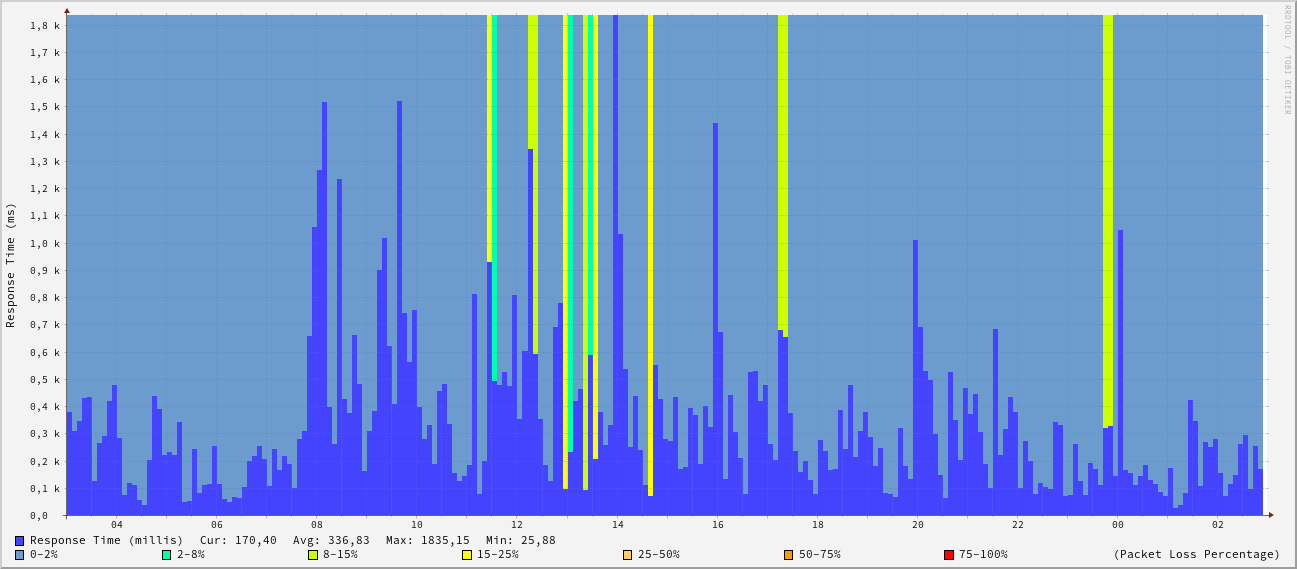 RRDTOOL / TOBI OETIKER
Response Time (ms)
1,8 k
1,7 k
1,6 k
1,5 k
1,4 k
1,3 k
1,2 k
1,1 k
1,0 k
0,9 k
0,8 k
0,7 k
0,6 k
0,5 k
0,4 k
0,3 k
0,2 k
0,1 k
0,0
04 06 08 10 12 14 16 18 20 22 00 02
Response Time (millis) Cur: 170,40 Avg: 336,83 Max: 1835,15 Min: 25,88
0-2% 2-8% 8-15% 15-25% 25-50% 50-75% 75-100% (Packet Loss Percentage)